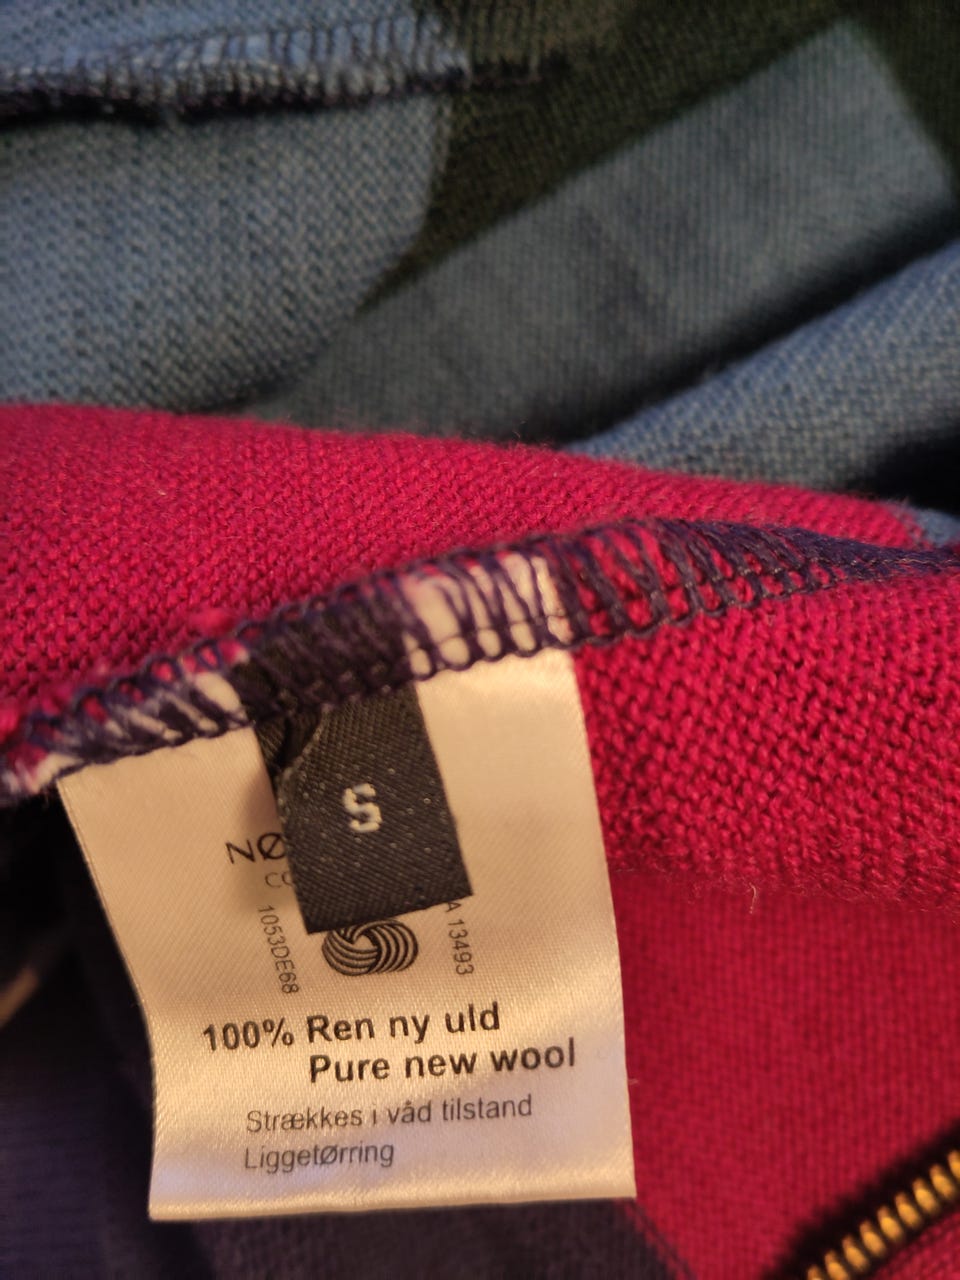 S
1053DE68
13493
100% Ren ny uld
Pure new wool
Strækkes i våd tilstand
LiggetØrring